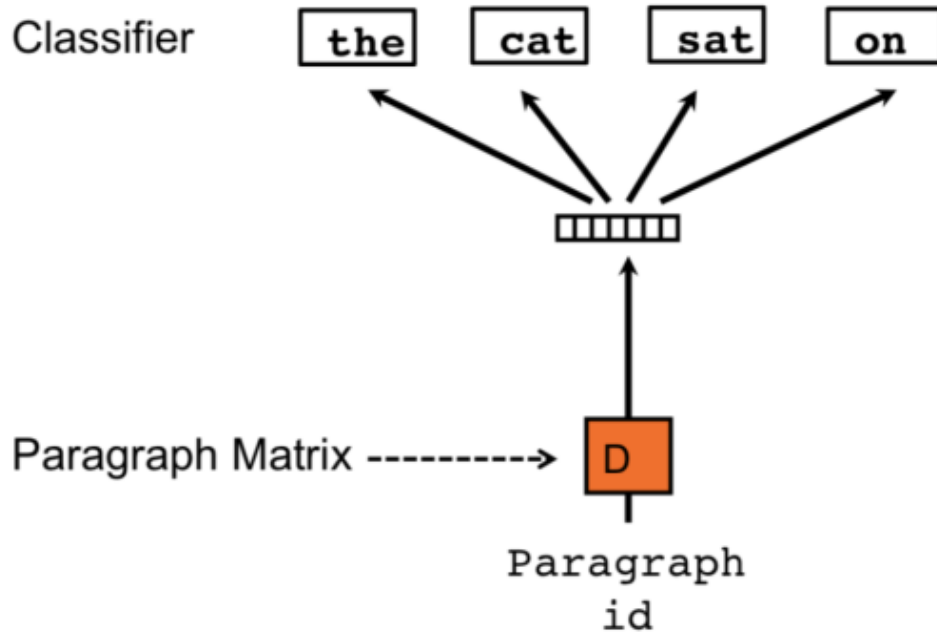 Classifier the cat sat on
Paragraph Matrix D
Paragraph
id